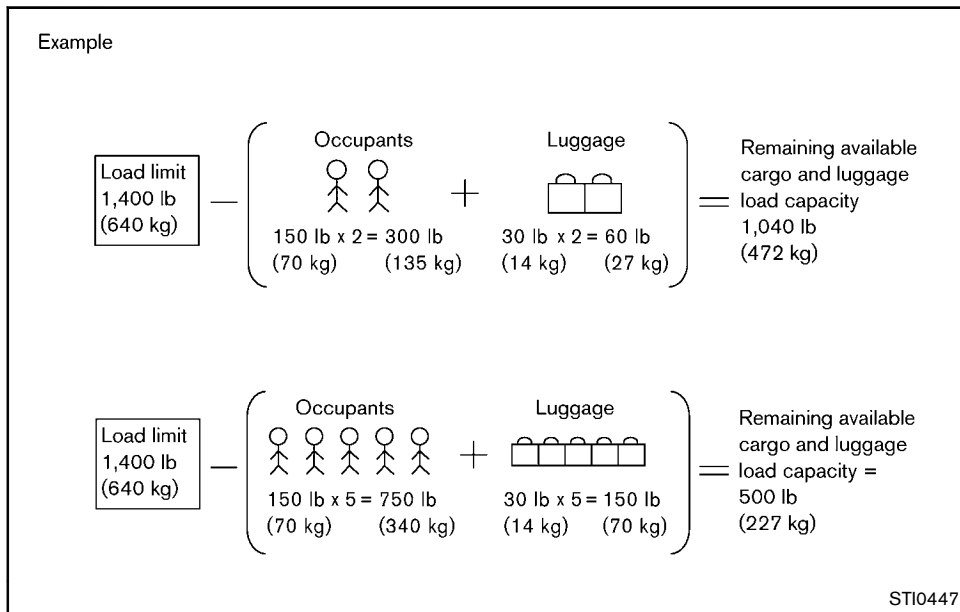 Example
Load limit
1,400 lb
(640 kg)
Occupants
150 lb x 2 = 300 lb
(70 kg) (135 kg)
Luggage
30 lb x 2 = 60 lb
(14 kg) (27 kg)
Remaining available
cargo and luggage
load capacity
1,040 lb
(472 kg)
Load limit
1,400 lb
(640 kg)
Occupants
150 lb x 5 = 750 lb
(70 kg) (340 kg)
Luggage
30 lb x 5 = 150 lb
(14 kg) (70 kg)
Remaining available
cargo and luggage
load capacity =
500 lb
(227 kg)
STI0447